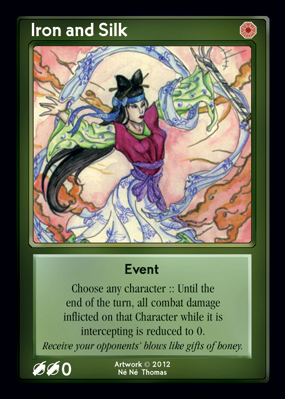 Iron and Silk
Event
Choose any character :: Until the
end of the turn, all combat damage
inflicted on that Character while it is
intercepting is reduced to 0.
Receive your opponents' blows like gifts of honey.
0
Artwork © 2012
Né Né Thomas